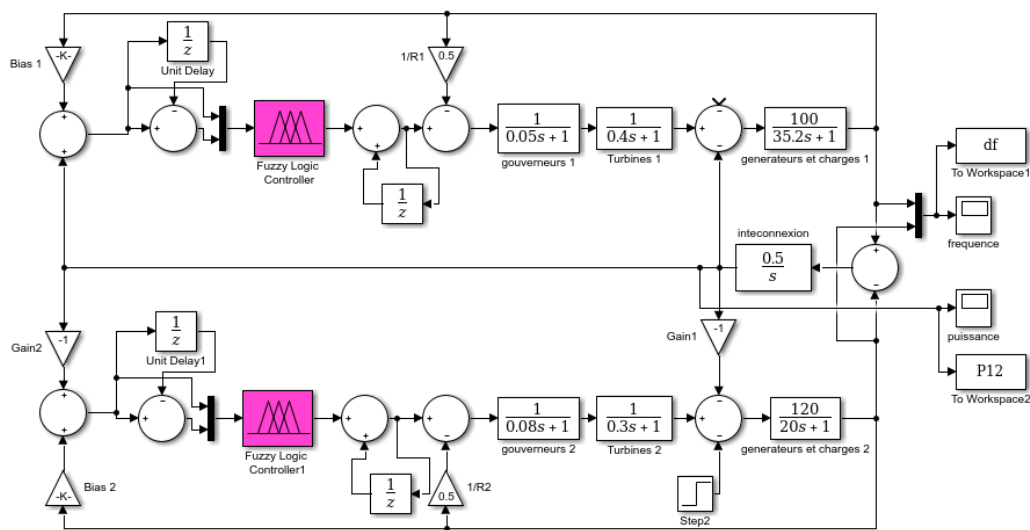 1
z
-K-
Bias 1
Unit Delay
1/R1
0.5
Fuzzy Logic
Controller
1
z
1
0.05s + 1
gouverneurs 1
1
0.4s + 1
Turbines 1
100
35.2s + 1
generateurs et charges 1
df
To Workspace1
frequence
inteconnexion
0.5
s
puissance
P12
To Workspace2
Gain2
-1
1
z
Unit Delay1
Gain1
-1
Fuzzy Logic
Controller1
1
z
1
0.08s + 1
gouverneurs 2
1
0.3s + 1
Turbines 2
120
20s + 1
generateurs et charges 2
-K-
Bias 2
0.5
1/R2
Step2